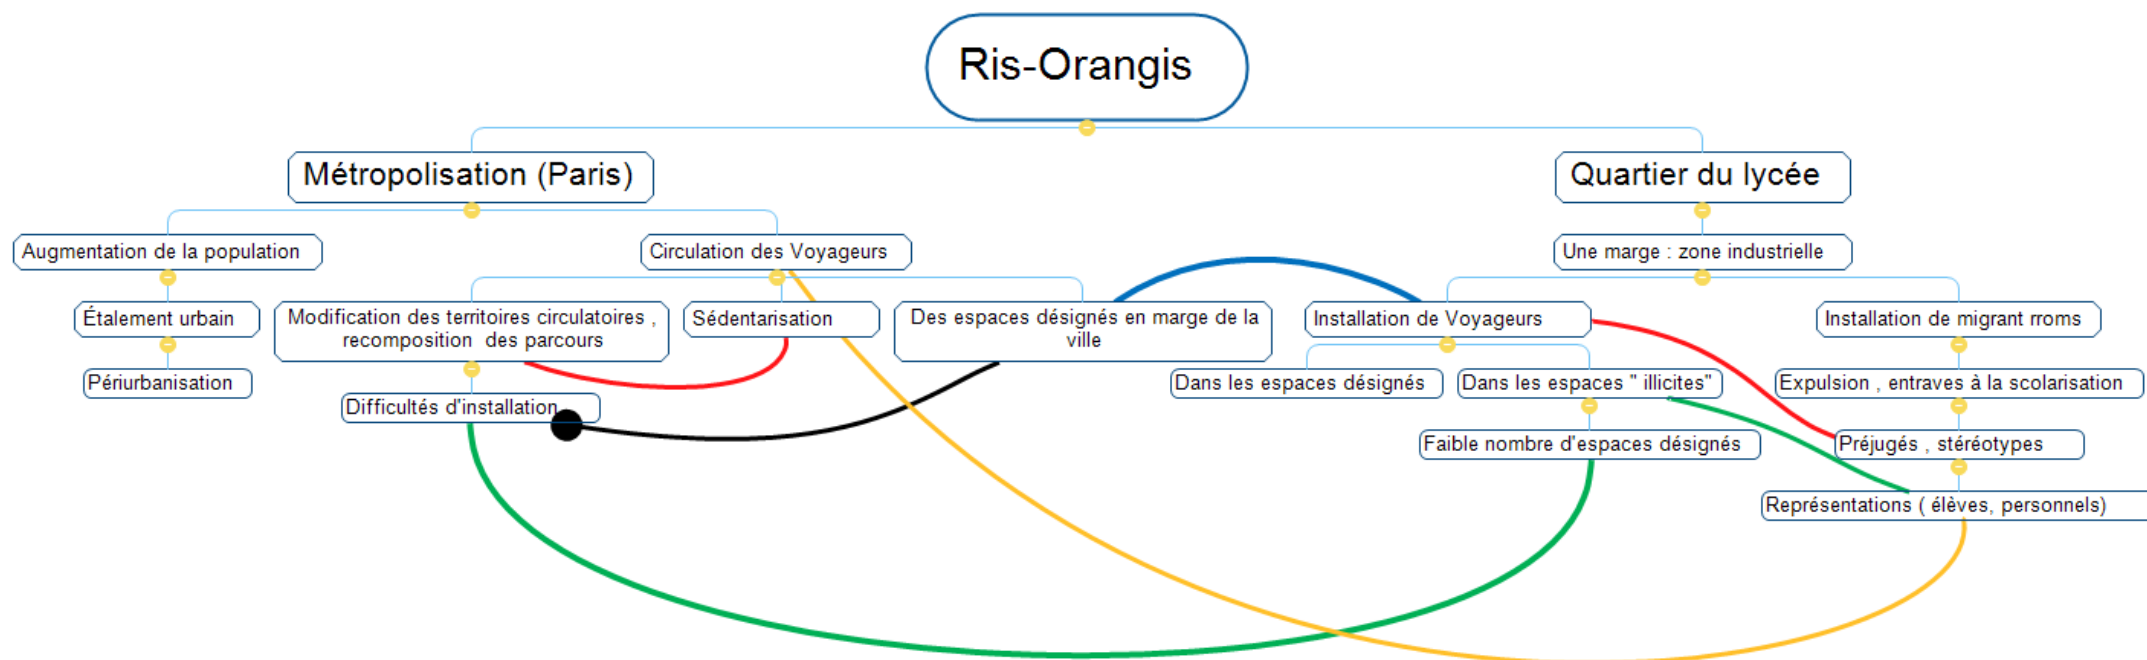 Ris-Orangis
Métropolisation (Paris)
Quartier du lycée
Augmentation de la population
Circulation des Voyageurs
Une marge : zone industrielle
Étalement urbain
Modification des territoires circulatoires ,
recomposition des parcours
Sédentarisation
Des espaces désignés en marge de la
ville
Installation de Voyageurs
Installation de migrant rroms
Périurbanisation
Difficultés d'installation
Dans les espaces désignés
Dans les espaces " illicites"
Expulsion , entraves à la scolarisation
Faible nombre d'espaces désignés
Préjugés , stéréotypes
Représentations ( élèves, personnels)